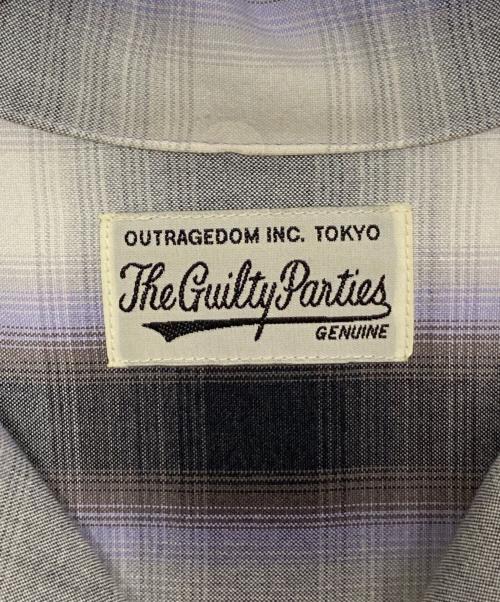 OUTRAGEDOM INC. TOKYO
The Guilty Parties
GENUINE